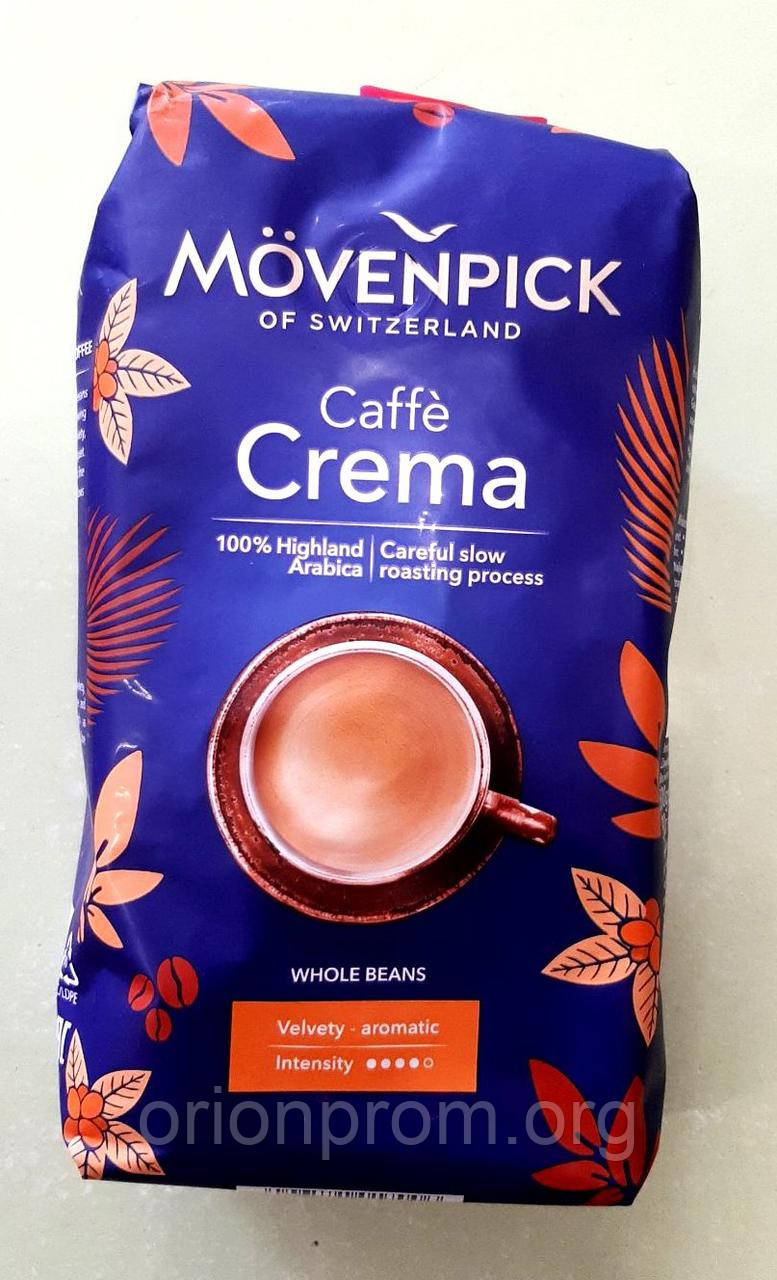 MÖVENPICK
OF SWITZERLAND
Caffè
Crema
100% Highland
Arabica
Careful slow
roasting process
WHOLE BEANS
Velvety - aromatic
Intensity
orionprom.org